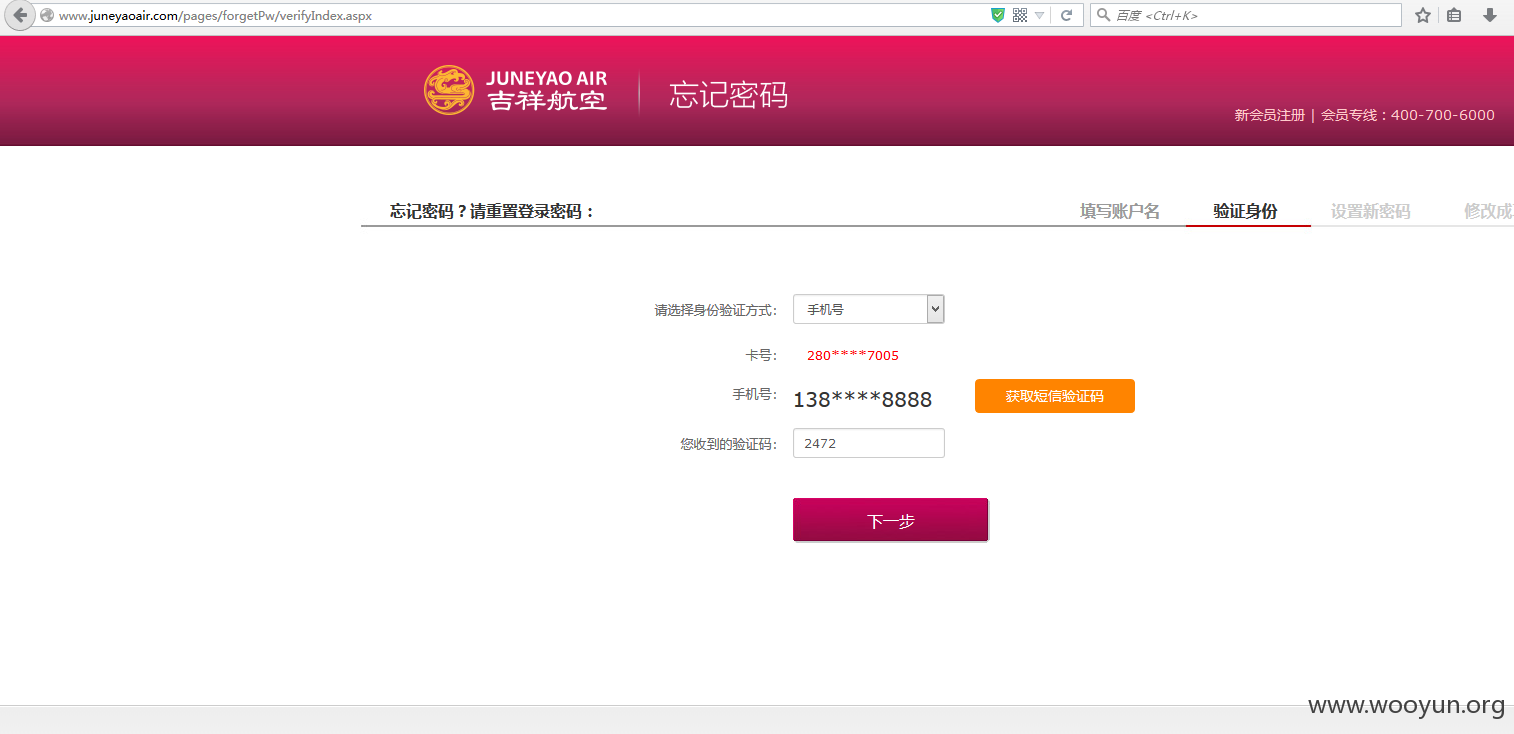 www.juneyaoair.com/pages/forgetPw/verifyIndex.aspx
百度 <Ctrl+K>
JUNEYAO AIR
吉祥航空
忘记密码
新会员注册 | 会员专线：400-700-6000
忘记密码？请重置登录密码：
填写账户名
验证身份
设置新密码
修改成
请选择身份验证方式:
手机号
卡号:
280****7005
手机号:
138****8888
获取短信验证码
您收到的验证码:
2472
下一步
www.wooyun.org